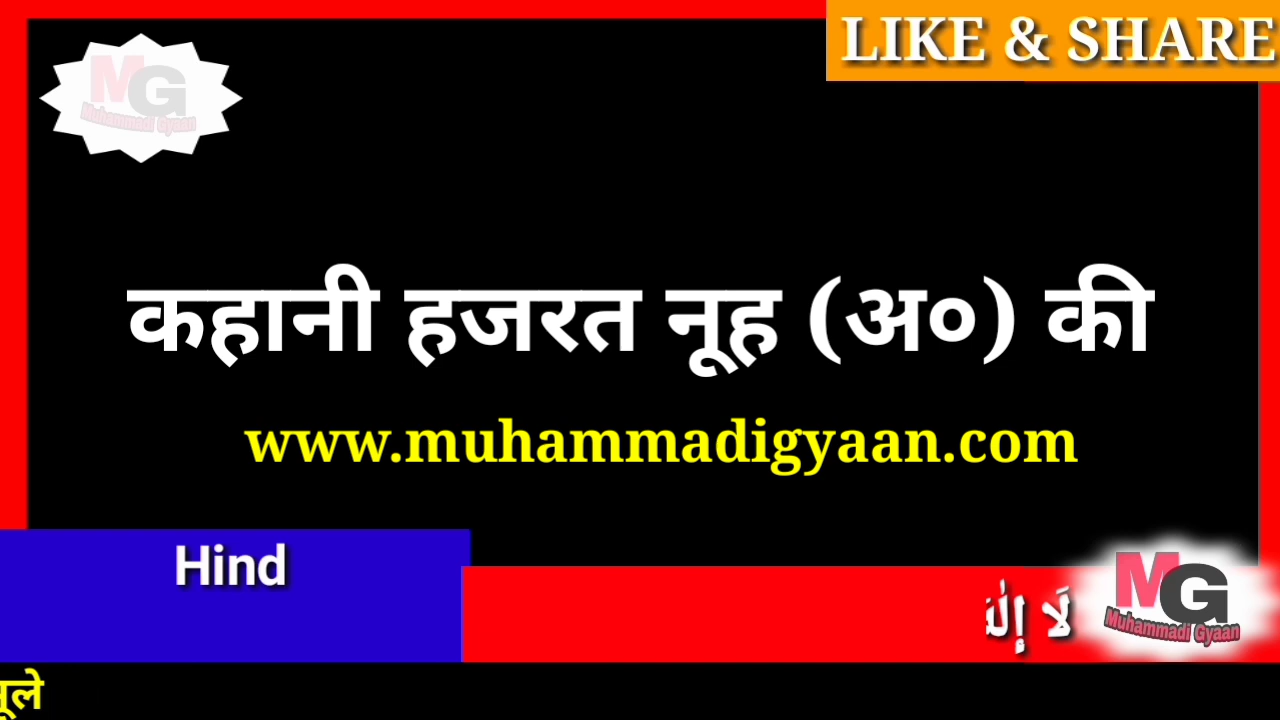 LIKE & SHARE
MG
Muhammadi Gyaan
कहानी हजरत नूह (अ०) की
www.muhammadigyaan.com
Hind
لَا إِلٰهَ
MG
Muhammadi Gyaan